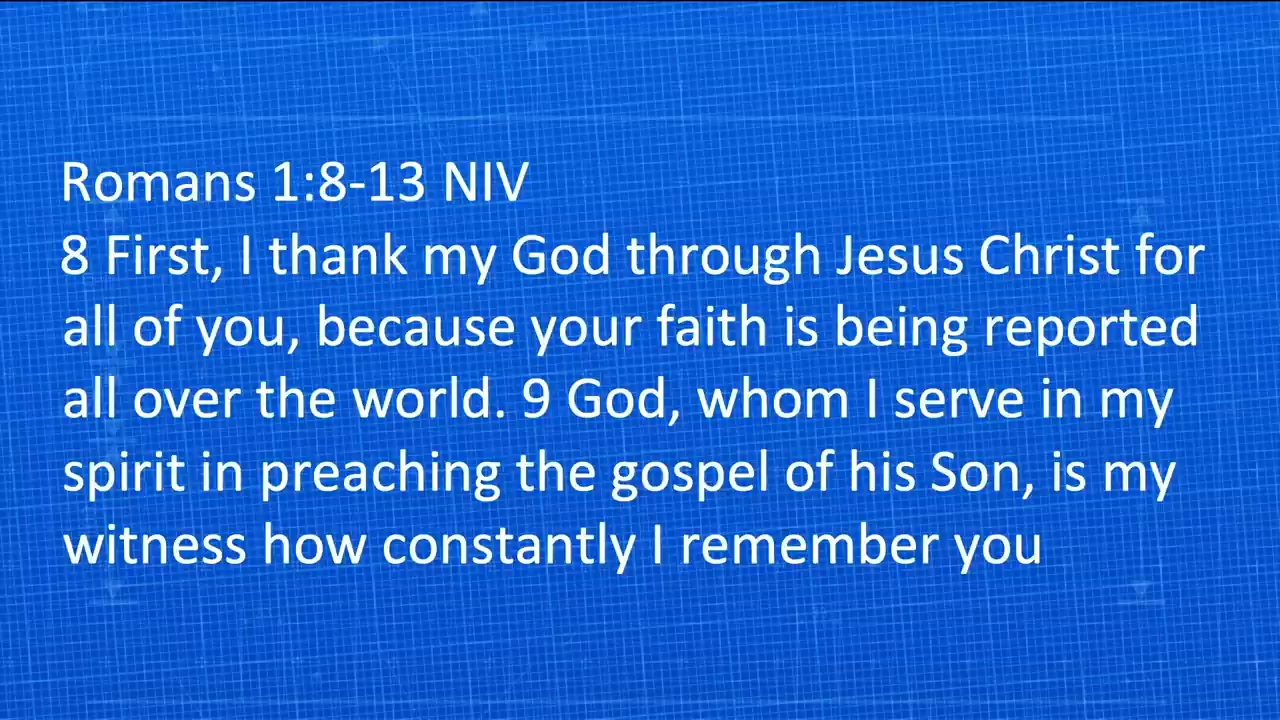 Romans 1:8-13 NIV
8 First, I thank my God through Jesus Christ for
all of you, because your faith is being reported
all over the world. 9 God, whom I serve in my
spirit in preaching the gospel of his Son, is my
witness how constantly I remember you